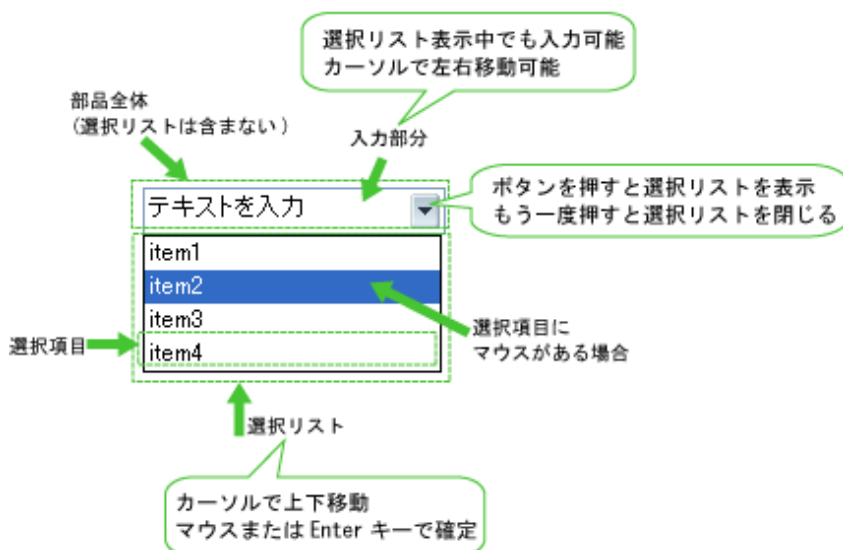 選択リスト表示中でも入力可能
カーソルで左右移動可能
部品全体
(選択リストは含まない)
入力部分
テキストを入力
ボタンを押すと選択リストを表示
もう一度押すと選択リストを閉じる
item1
item2
item3
item4
選択項目に
マウスがある場合
選択項目
選択リスト
カーソルで上下移動
マウスまたは Enter キーで確定